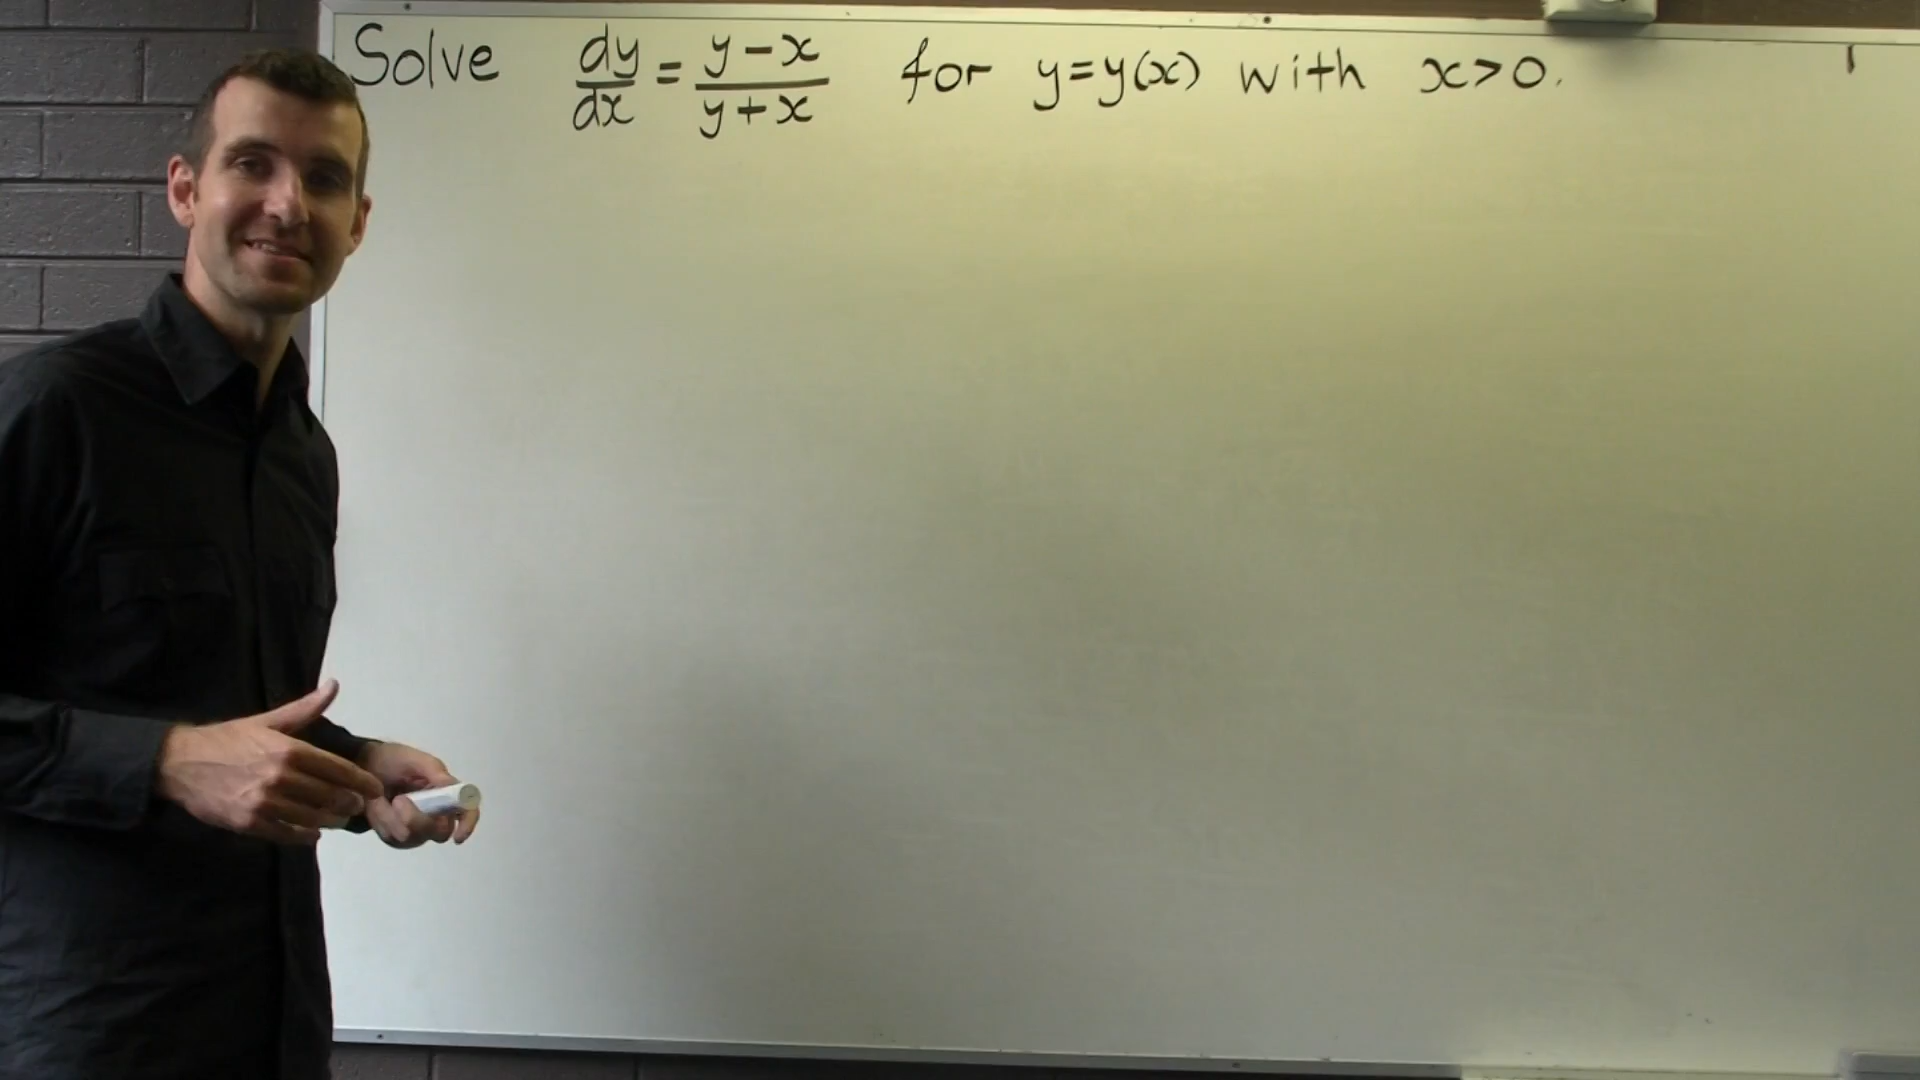 Solve dy/dx = (y-x)/(y+x) for y=y(x) with x>0.